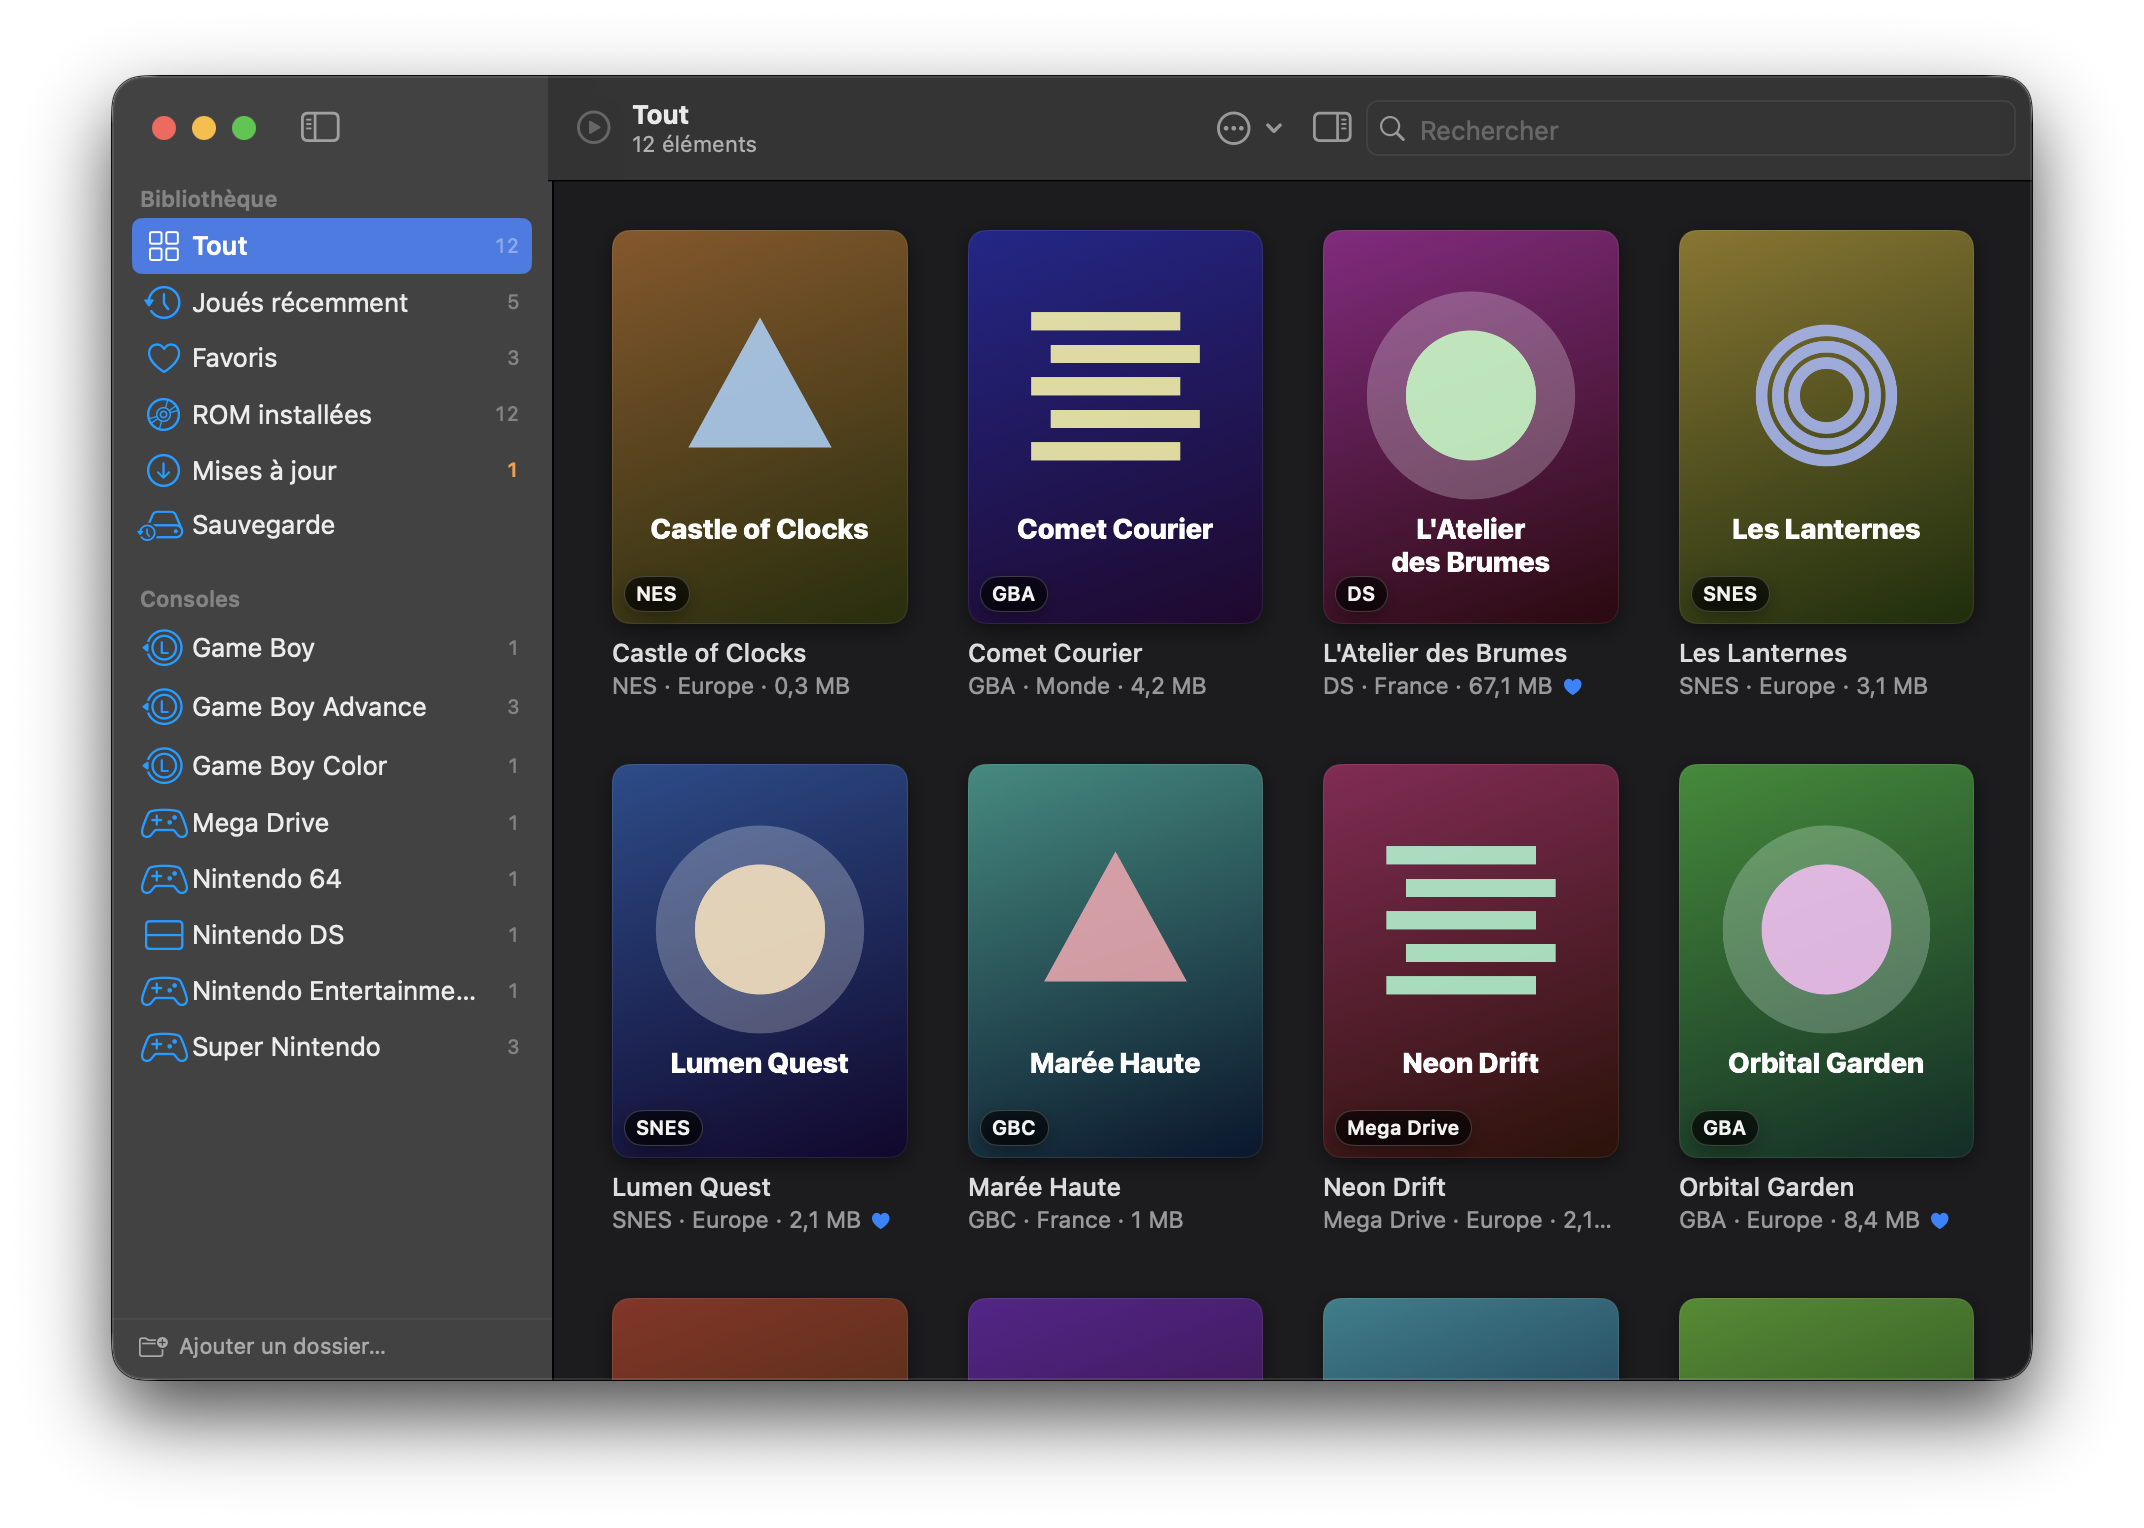 Tout
12 éléments
Rechercher
Bibliothèque
Tout 12
Joués récemment 5
Favoris 3
ROM installées 12
Mises à jour 1
Sauvegarde
Consoles
Game Boy 1
Game Boy Advance 3
Game Boy Color 1
Mega Drive 1
Nintendo 64 1
Nintendo DS 1
Nintendo Entertainme... 1
Super Nintendo 3
Ajouter un dossier...
Castle of Clocks
NES
Castle of Clocks
NES · Europe · 0,3 MB
Comet Courier
GBA
Comet Courier
GBA · Monde · 4,2 MB
L'Atelier
des Brumes
DS
L'Atelier des Brumes
DS · France · 67,1 MB
Les Lanternes
SNES
Les Lanternes
SNES · Europe · 3,1 MB
Lumen Quest
SNES
Lumen Quest
SNES · Europe · 2,1 MB
Marée Haute
GBC
Marée Haute
GBC · France · 1 MB
Neon Drift
Mega Drive
Neon Drift
Mega Drive · Europe · 2,1...
Orbital Garden
GBA
Orbital Garden
GBA · Europe · 8,4 MB